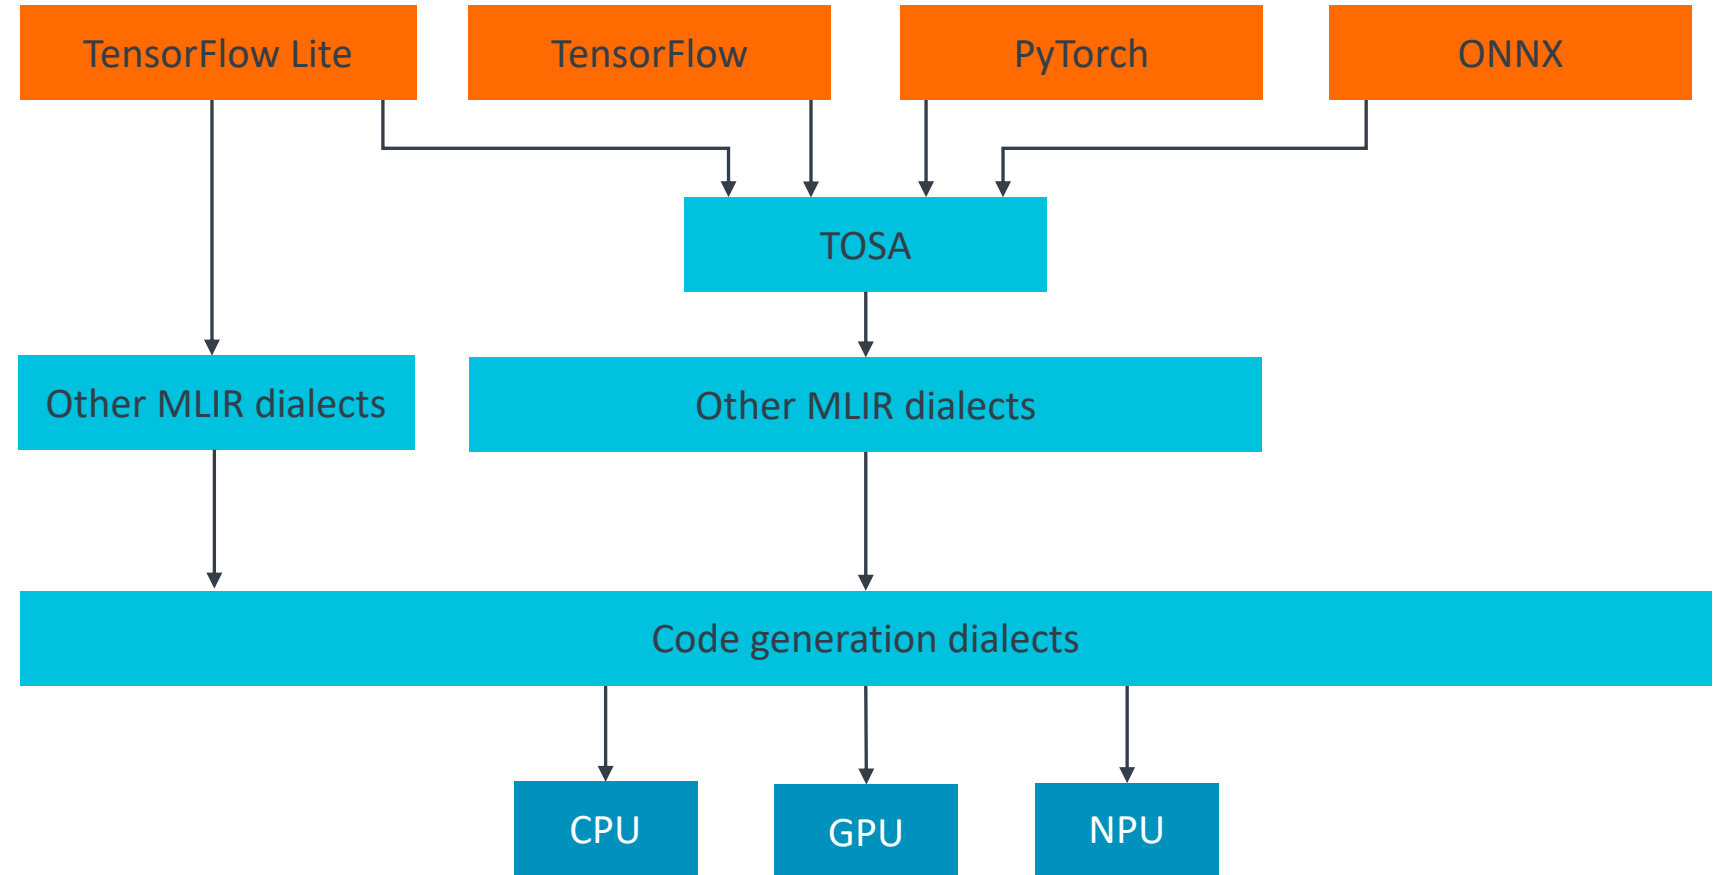 TensorFlow Lite
TensorFlow
PyTorch
ONNX
TOSA
Other MLIR dialects
Other MLIR dialects
Code generation dialects
CPU
GPU
NPU